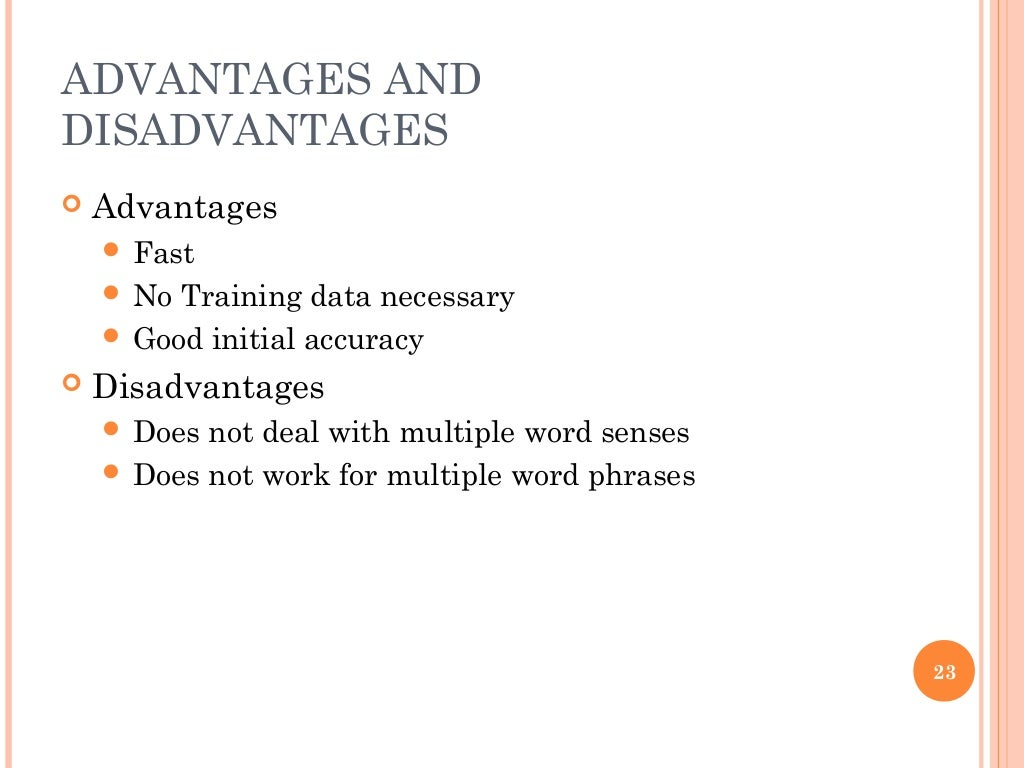 ADVANTAGES AND
DISADVANTAGES
Advantages
Fast
No Training data necessary
Good initial accuracy
Disadvantages
Does not deal with multiple word senses
Does not work for multiple word phrases
23